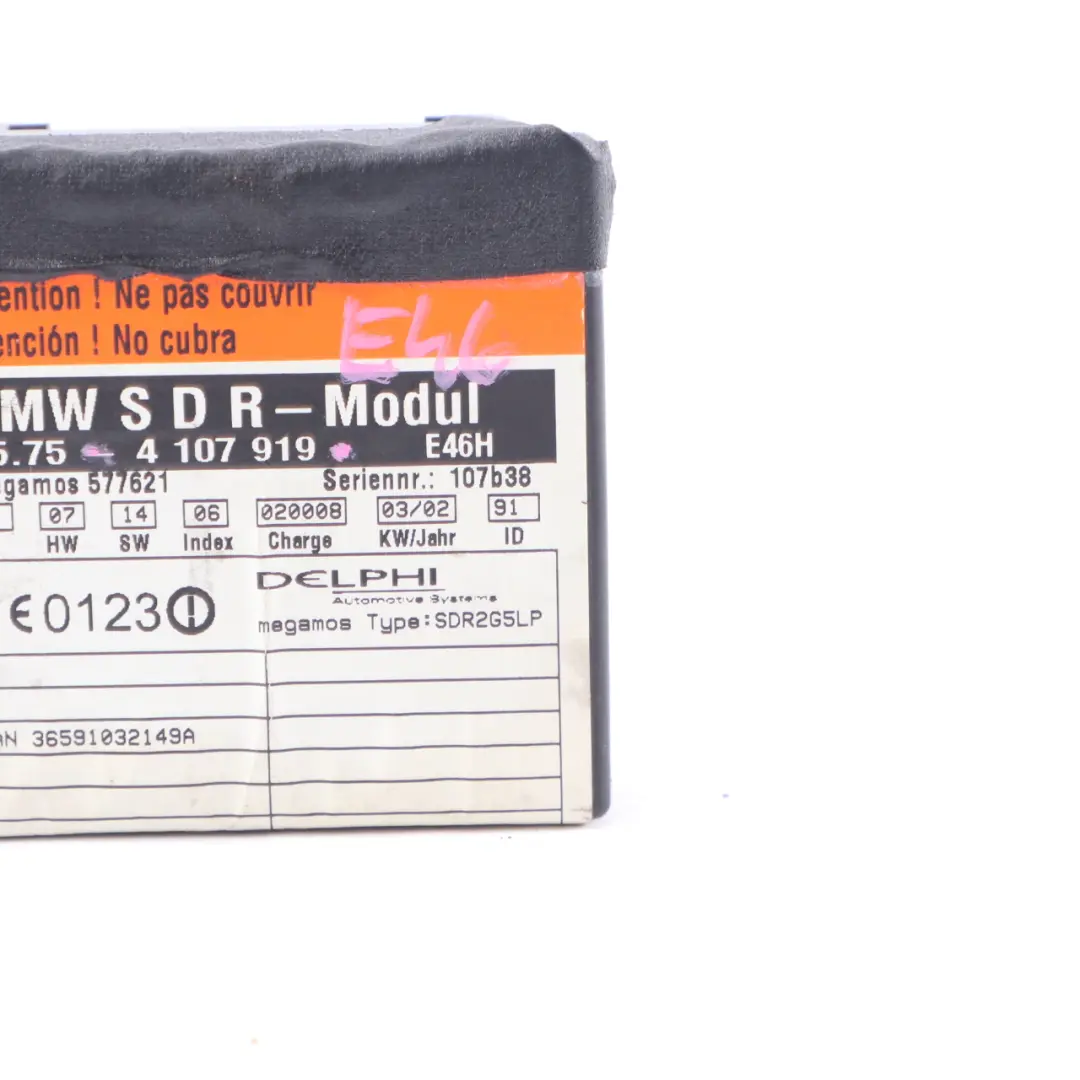 ention ! Ne pas couvrir
ención ! No cubra
E46
MW S D R – Modul
5.75 - 4 107 919 E46H
egamos 577621 Seriennr.: 107b38
07 14 06 020008 03/02 91
HW SW Index Charge KW/Jahr ID
CE0123
DELPHI
Automotive Systems
megamos Type:SDR2G5LP
AN 36591032149A